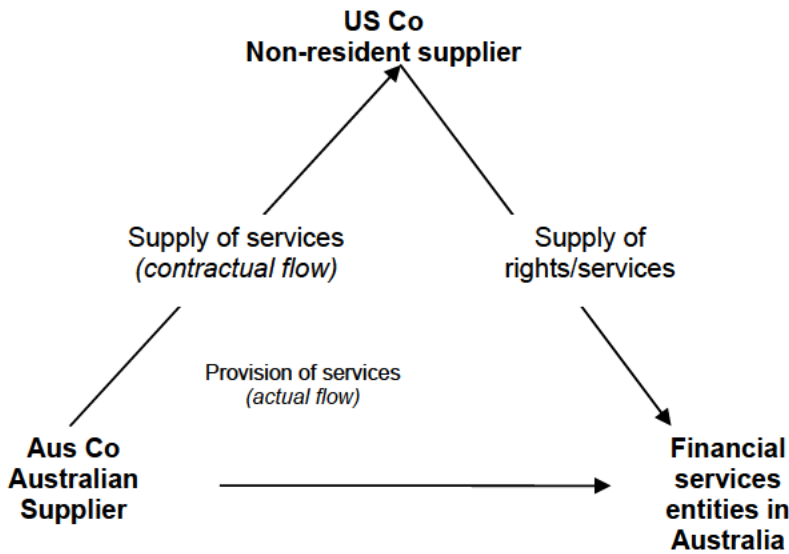 US Co
Non-resident supplier
Supply of services
(contractual flow)
Supply of
rights/services
Provision of services
(actual flow)
Aus Co
Australian
Supplier
Financial
services
entities in
Australia